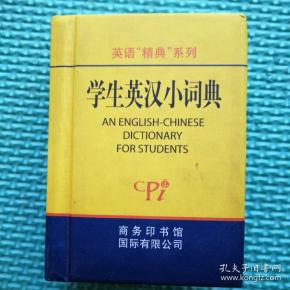 英语“精典”系列
学生英汉小词典
AN ENGLISH-CHINESE
DICTIONARY
FOR STUDENTS
CPi
商务印书馆
国际有限公司
孔夫子旧书网